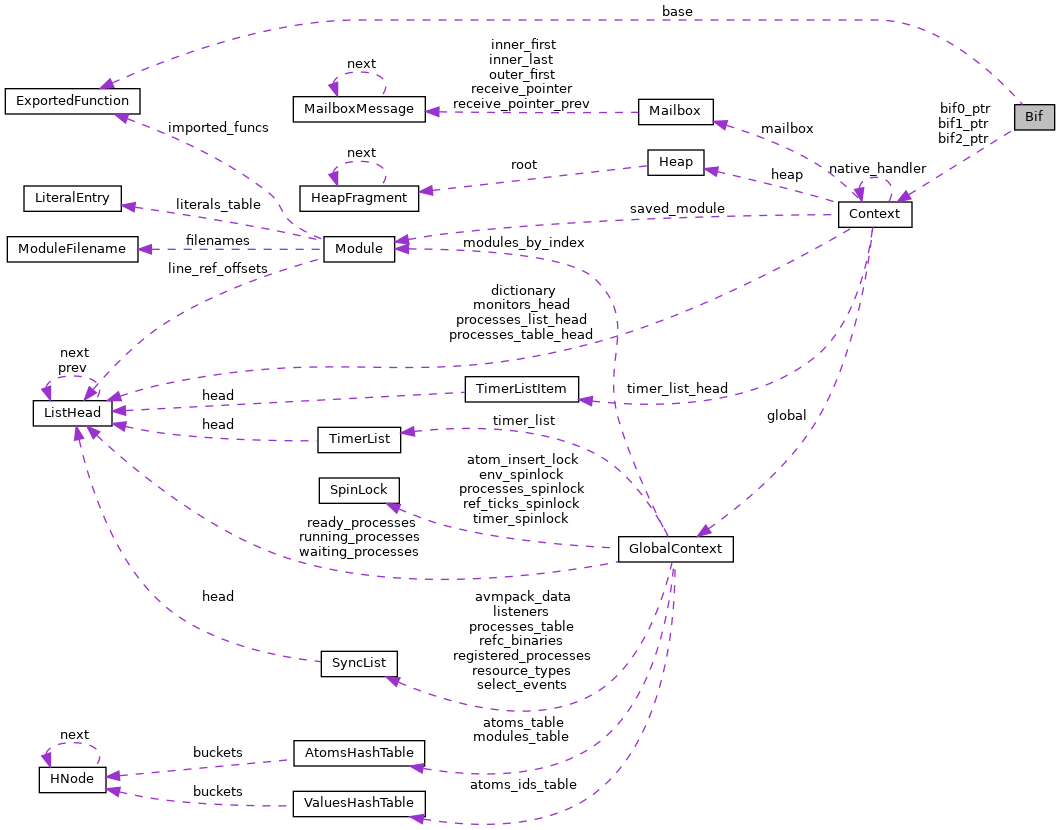 base
next
inner_first
inner_last
outer_first
receive_pointer
receive_pointer_prev
ExportedFunction
MailboxMessage
Mailbox
bif0_ptr
bif1_ptr
bif2_ptr
Bif
imported_funcs
mailbox
next
root
Heap
native_handler
heap
LiteralEntry
HeapFragment
literals_table
saved_module
Context
ModuleFilename
filenames
Module
modules_by_index
line_ref_offsets
dictionary
monitors_head
processes_list_head
processes_table_head
next
prev
ListHead
head
TimerListItem
timer_list_head
head
TimerList
timer_list
global
SpinLock
atom_insert_lock
env_spinlock
processes_spinlock
ref_ticks_spinlock
timer_spinlock
ready_processes
running_processes
waiting_processes
GlobalContext
head
avmpack_data
listeners
processes_table
refc_binaries
registered_processes
resource_types
select_events
SyncList
atoms_table
modules_table
next
HNode
buckets
AtomsHashTable
buckets
ValuesHashTable
atoms_ids_table